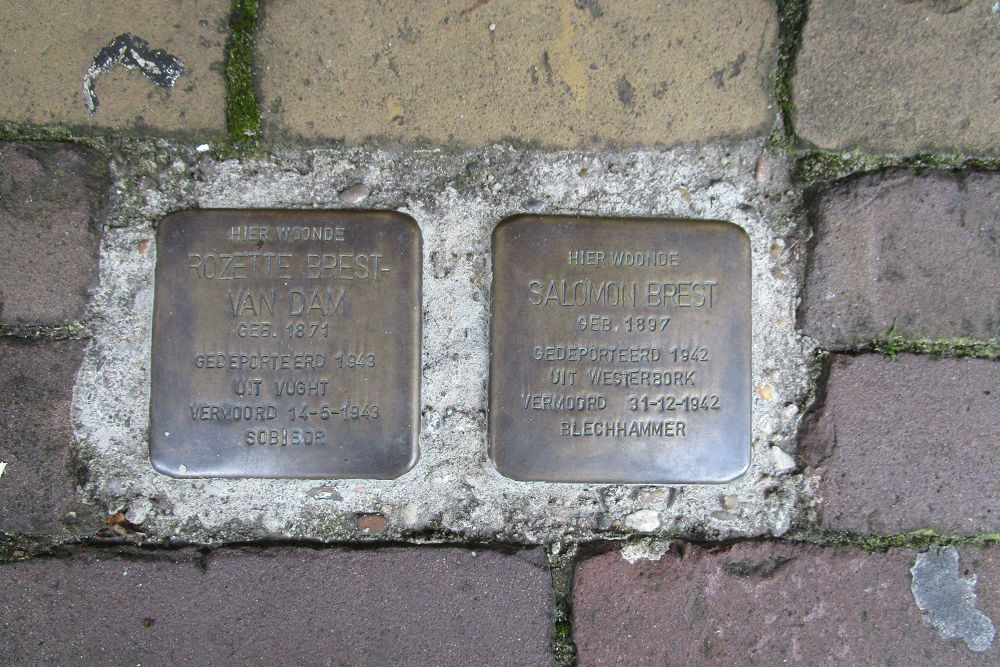 HIER WOONDE
ROZETTE BREST-
VAN DAM
GEB. 1871
GEDEPORTEERD 1943
UIT VUGHT
VERMOORD 14-5-1943
SOBIBOR
HIER WOONDE
SALOMON BREST
GEB. 1897
GEDEPORTEERD 1942
UIT WESTERBORK
VERMOORD 31-12-1942
BLECHHAMMER